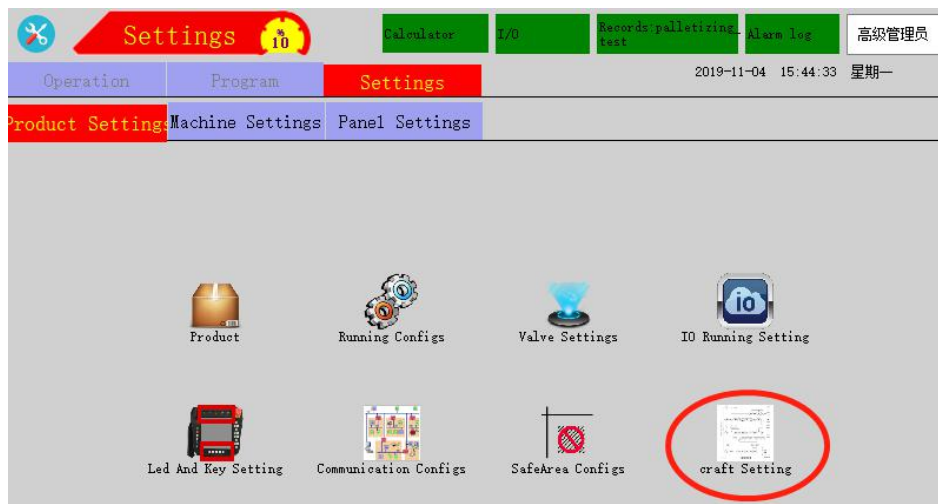 Settings
%
10
Calculator
I/O
Records:palletizing_
test
Alarm log
高级管理员
Operation
Program
Settings
2019-11-04 15:44:33 星期一
Product Settings
Machine Settings
Panel Settings
io
Product
Running Configs
Valve Settings
IO Running Setting
Led And Key Setting
Communication Configs
SafeArea Configs
craft Setting